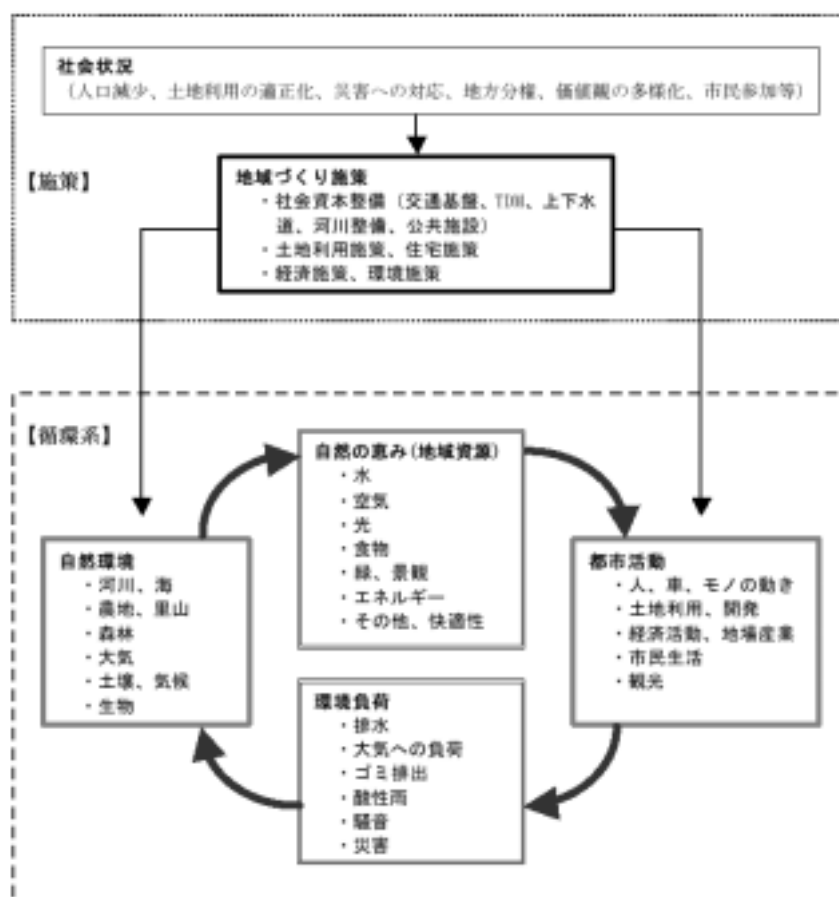 社会状況
(人口減少、土地利用の適正化、災害への対応、地方分権、価値観の多様化、市民参加等)
【施策】
地域づくり施策
・社会資本整備(交通基盤、TDM、上下水
道、河川整備、公共施設)
・土地利用施策、住宅施策
・経済施策、環境施策
【循環系】
自然の恵み(地域資源)
・水
・空気
・光
・食物
・緑、景観
・エネルギー
・その他、快適性
自然環境
・河川、海
・農地、里山
・森林
・大気
・土壌、気候
・生物
都市活動
・人、車、モノの動き
・土地利用、開発
・経済活動、地場産業
・市民生活
・観光
環境負荷
・排水
・大気への負荷
・ゴミ排出
・酸性雨
・騒音
・災害